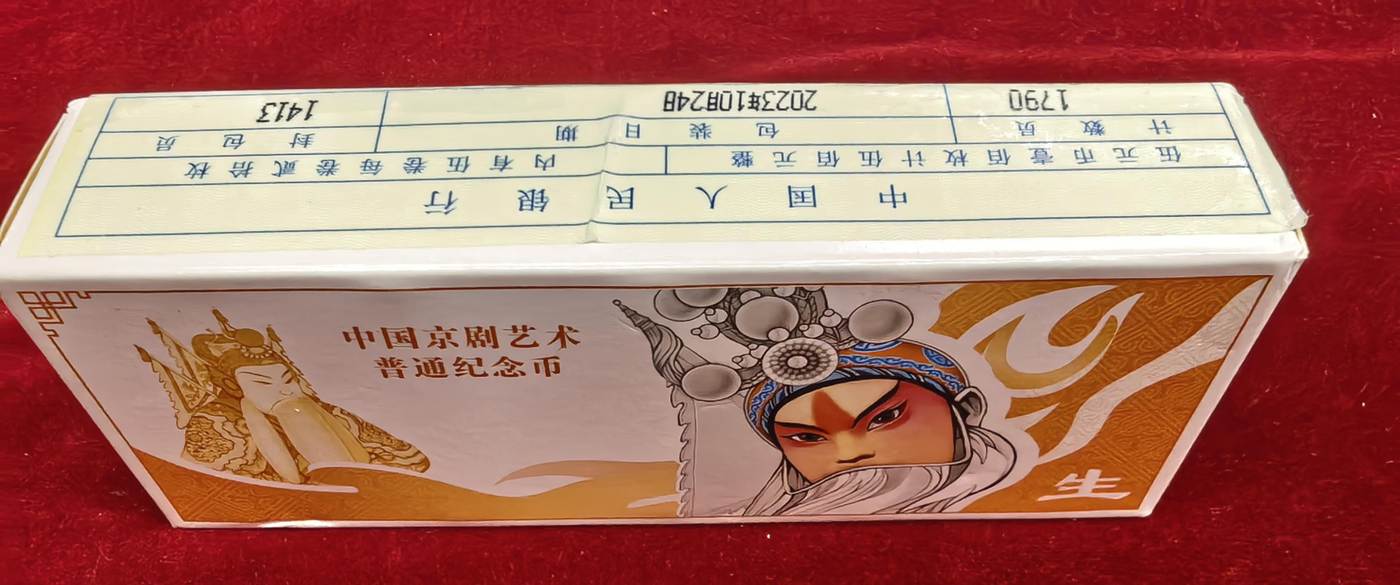 中国人民银行
伍元币壹佰枚计伍佰元整 内有伍卷每卷贰拾枚
计数员 包装日期 封包员
1790 2023年10月24日 1413
中国京剧艺术
普通纪念币
生